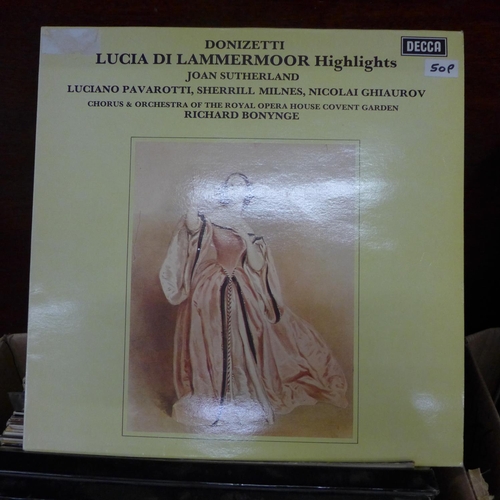 DONIZETTI
LUCIA DI LAMMERMOOR Highlights
JOAN SUTHERLAND
LUCIANO PAVAROTTI, SHERRILL MILNES, NICOLAI GHIAUROV
CHORUS & ORCHESTRA OF THE ROYAL OPERA HOUSE COVENT GARDEN
RICHARD BONYNGE
DECCA
50P